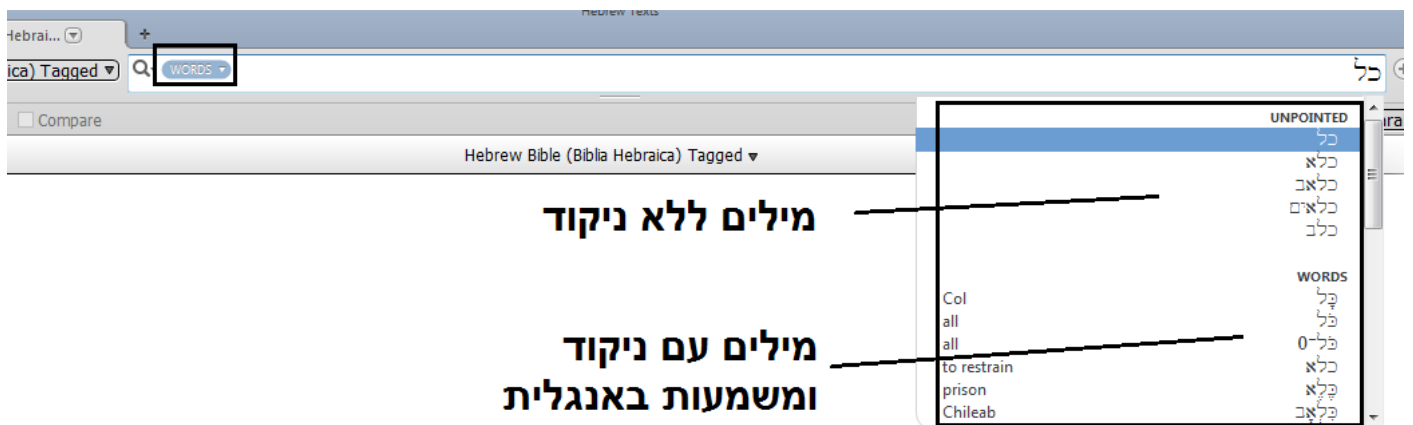 Hebrew Texts
Hebrai...
ica) Tagged
WORDS
כל
Compare
Hebrew Bible (Biblia Hebraica) Tagged
UNPOINTED
כל
כלא
כלאב
כלאים
כלב
WORDS
Col כָּל
all כֹּל
all כֹּל־0
to restrain כלא
prison כֶּלֶא
Chileab כִּלְאָב
מילים ללא ניקוד
מילים עם ניקוד
ומשמעות באנגלית